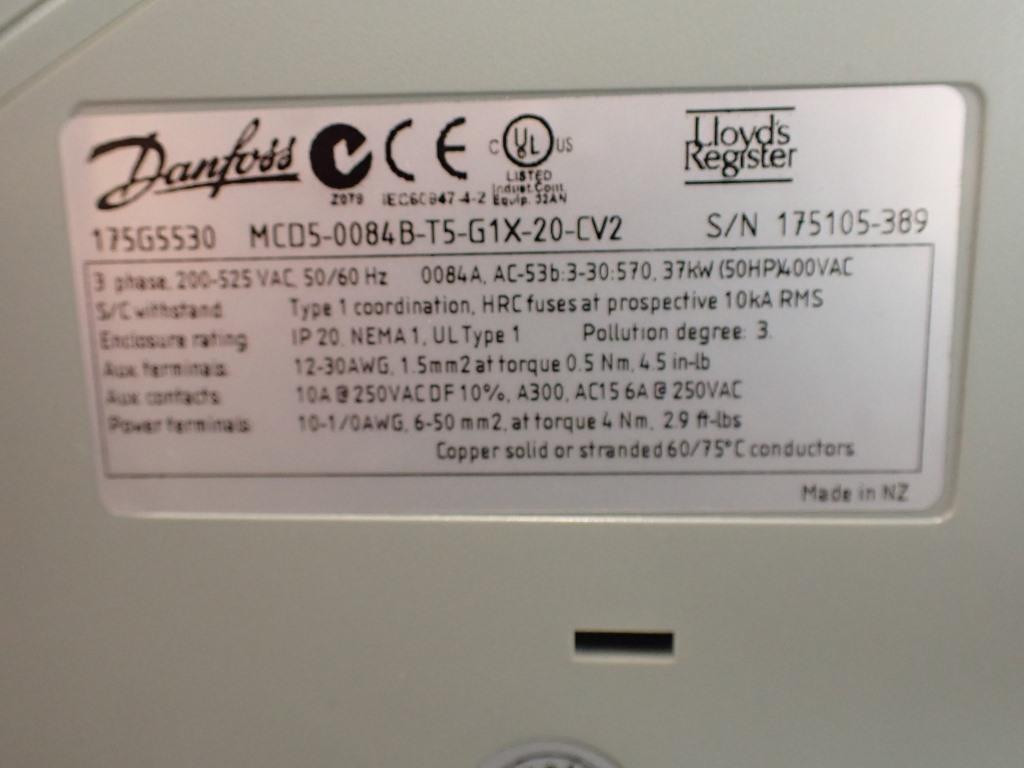 Danfoss CE C UL US Lloyd's
Register
LISTED
Z078 IEC60947-4-2 Indust.Cont.
Equip. 32AN
175G5530 MCD5-0084B-T5-G1X-20-CV2 S/N 175105-389
3 phase, 200-525 VAC, 50/60 Hz 0084A, AC-53b:3-30:570, 37kW (50HP)400VAC
S/C withstand Type 1 coordination, HRC fuses at prospective 10kA RMS
Enclosure rating IP 20, NEMA 1, UL Type 1 Pollution degree: 3.
Aux terminals 12-30AWG, 1.5mm2 at torque 0.5 Nm, 4.5 in-lb
Aux contacts 10A @ 250VAC DF 10%, A300, AC15 6A @ 250VAC
Power terminals 10-1/0AWG, 6-50 mm2, at torque 4 Nm, 2.9 ft-lbs
Copper solid or stranded 60/75°C conductors
Made in NZ